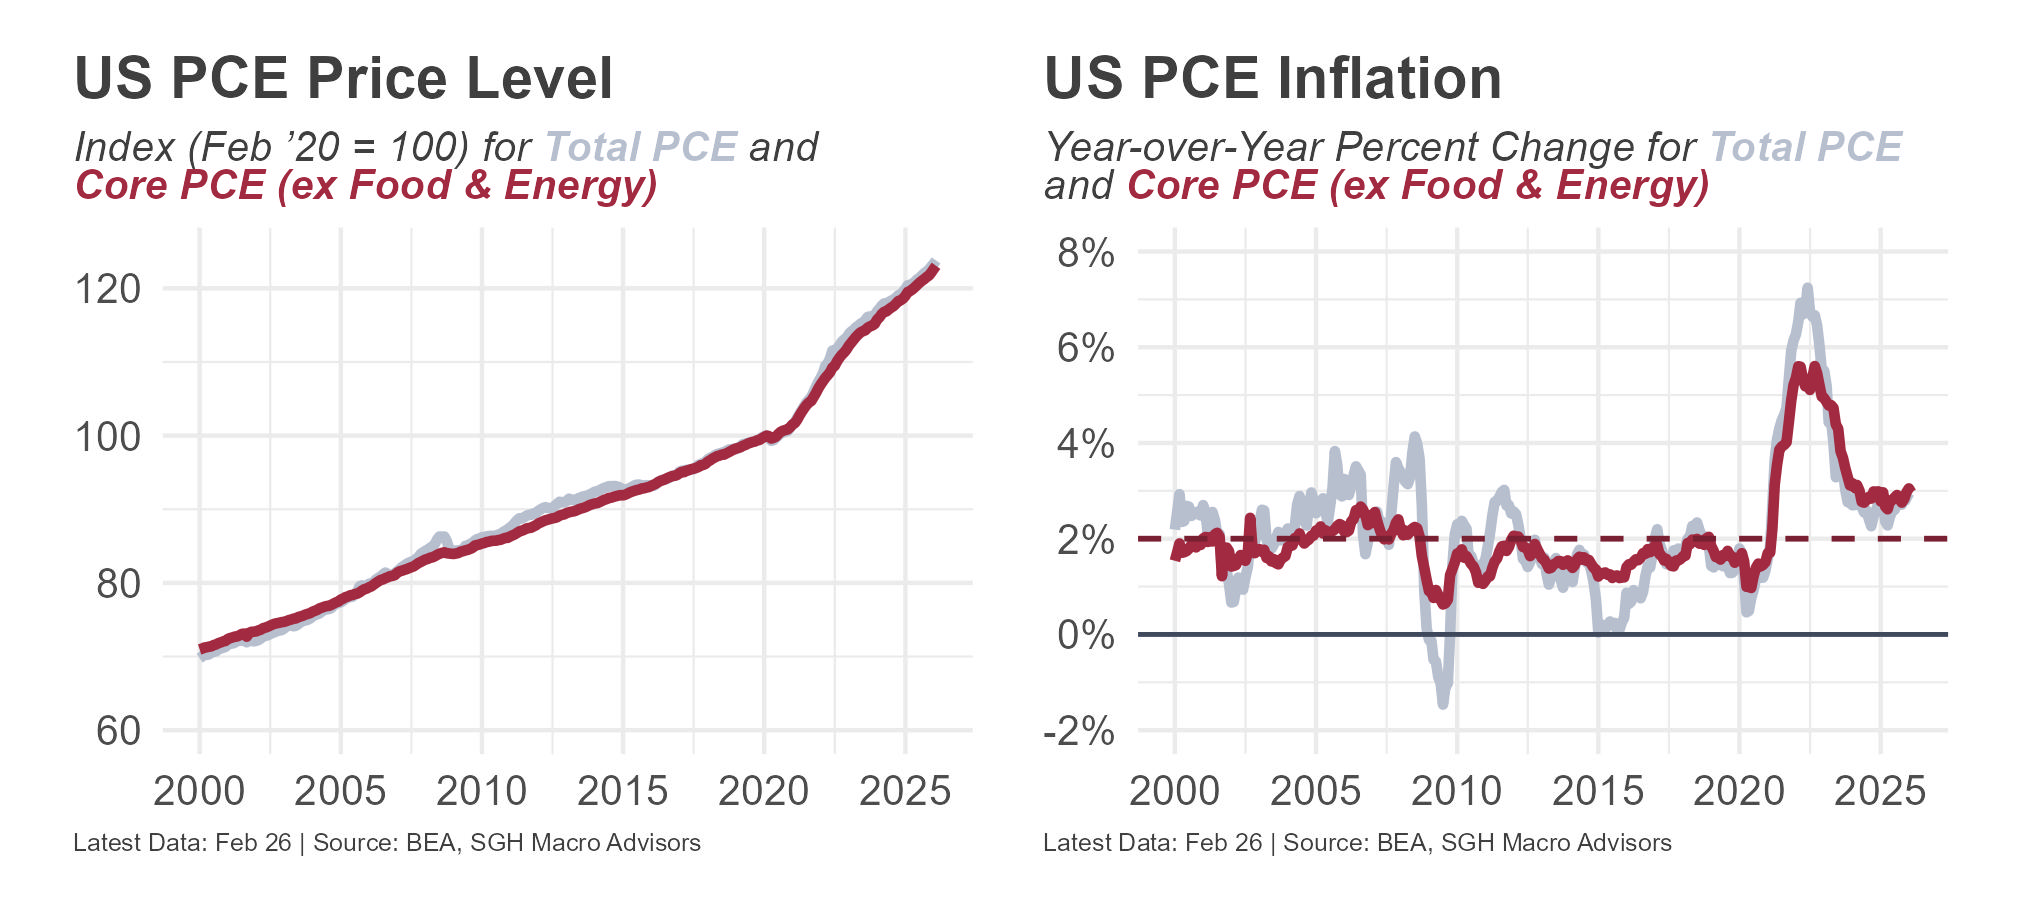 US PCE Price Level
Index (Feb ’20 = 100) for Total PCE and
Core PCE (ex Food & Energy)
120
100
80
60
2000 2005 2010 2015 2020 2025
Latest Data: Feb 26 | Source: BEA, SGH Macro Advisors
US PCE Inflation
Year-over-Year Percent Change for Total PCE
and Core PCE (ex Food & Energy)
8%
6%
4%
2%
0%
-2%
2000 2005 2010 2015 2020 2025
Latest Data: Feb 26 | Source: BEA, SGH Macro Advisors